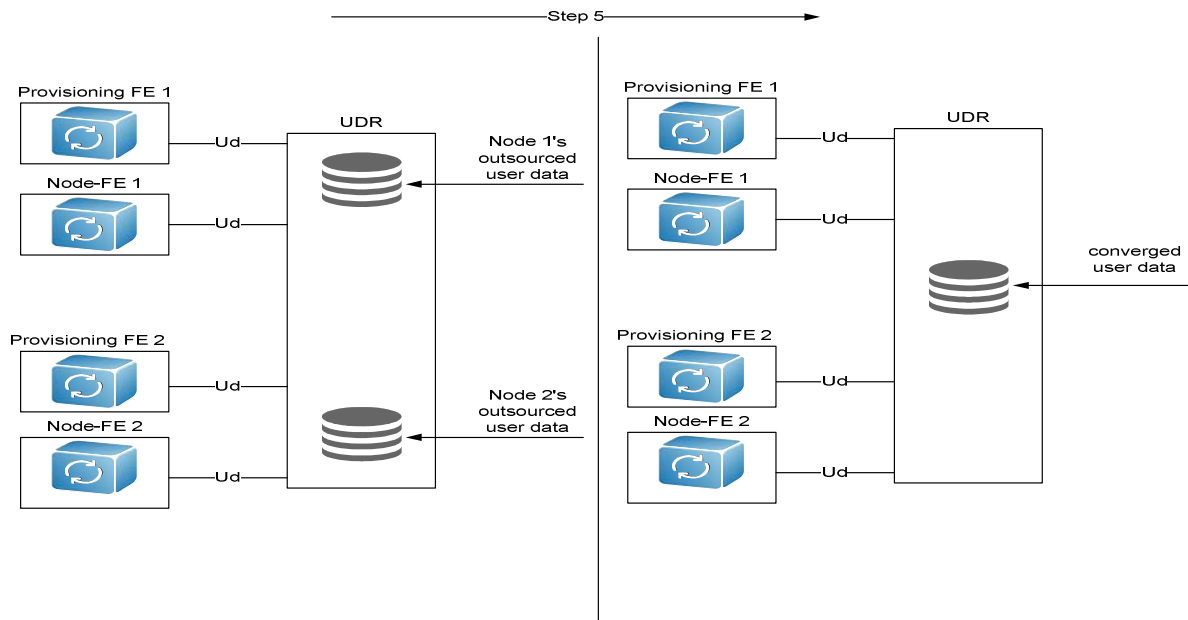 Step 5
Provisioning FE 1
Ud
Node-FE 1
Ud
UDR
Node 1's
outsourced
user data
Provisioning FE 2
Ud
Node-FE 2
Ud
Node 2's
outsourced
user data
Provisioning FE 1
Ud
Node-FE 1
Ud
UDR
converged
user data
Provisioning FE 2
Ud
Node-FE 2
Ud